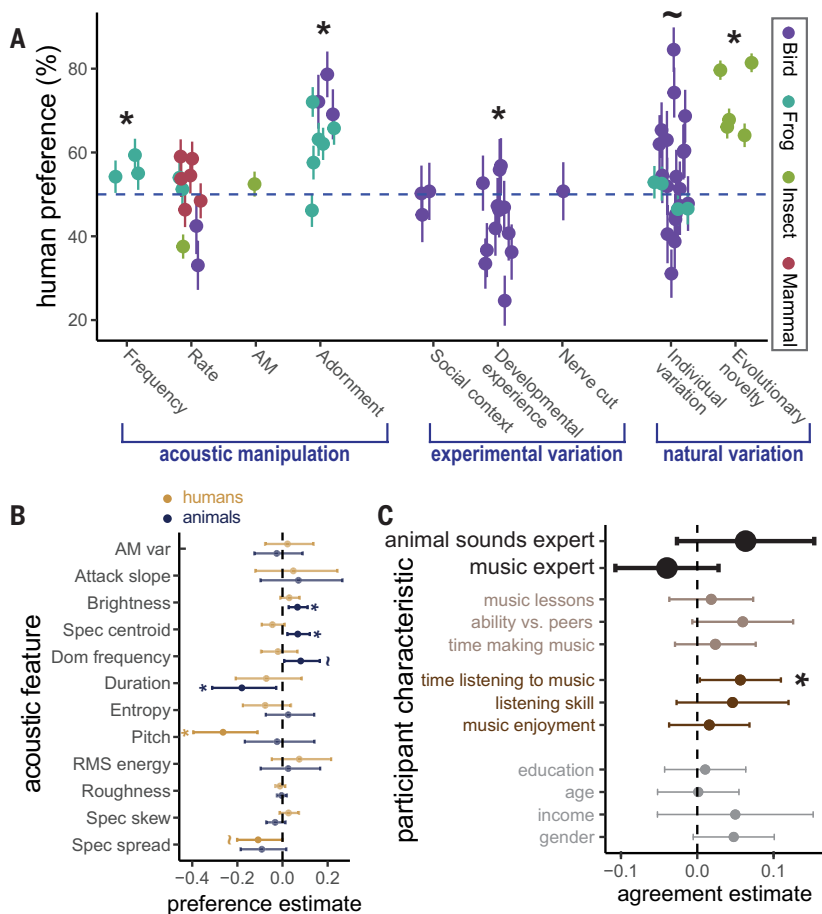 A
human preference (%)
80
60
40
20
*
*
*
~
*
Bird
Frog
Insect
Mammal
Frequency
Rate
AM
Adornment
Social context
Developmental
experience
Nerve cut
Individual
variation
Evolutionary
novelty
acoustic manipulation
experimental variation
natural variation
B
humans
animals
acoustic feature
AM var
Attack slope
Brightness
*
Spec centroid
*
Dom frequency
~
Duration
*
Entropy
Pitch
*
RMS energy
Roughness
Spec skew
Spec spread
~
−0.4
−0.2
0.0
0.2
preference estimate
C
participant characteristic
animal sounds expert
music expert
music lessons
ability vs. peers
time making music
time listening to music
*
listening skill
music enjoyment
education
age
income
gender
−0.1
0.0
0.1
agreement estimate